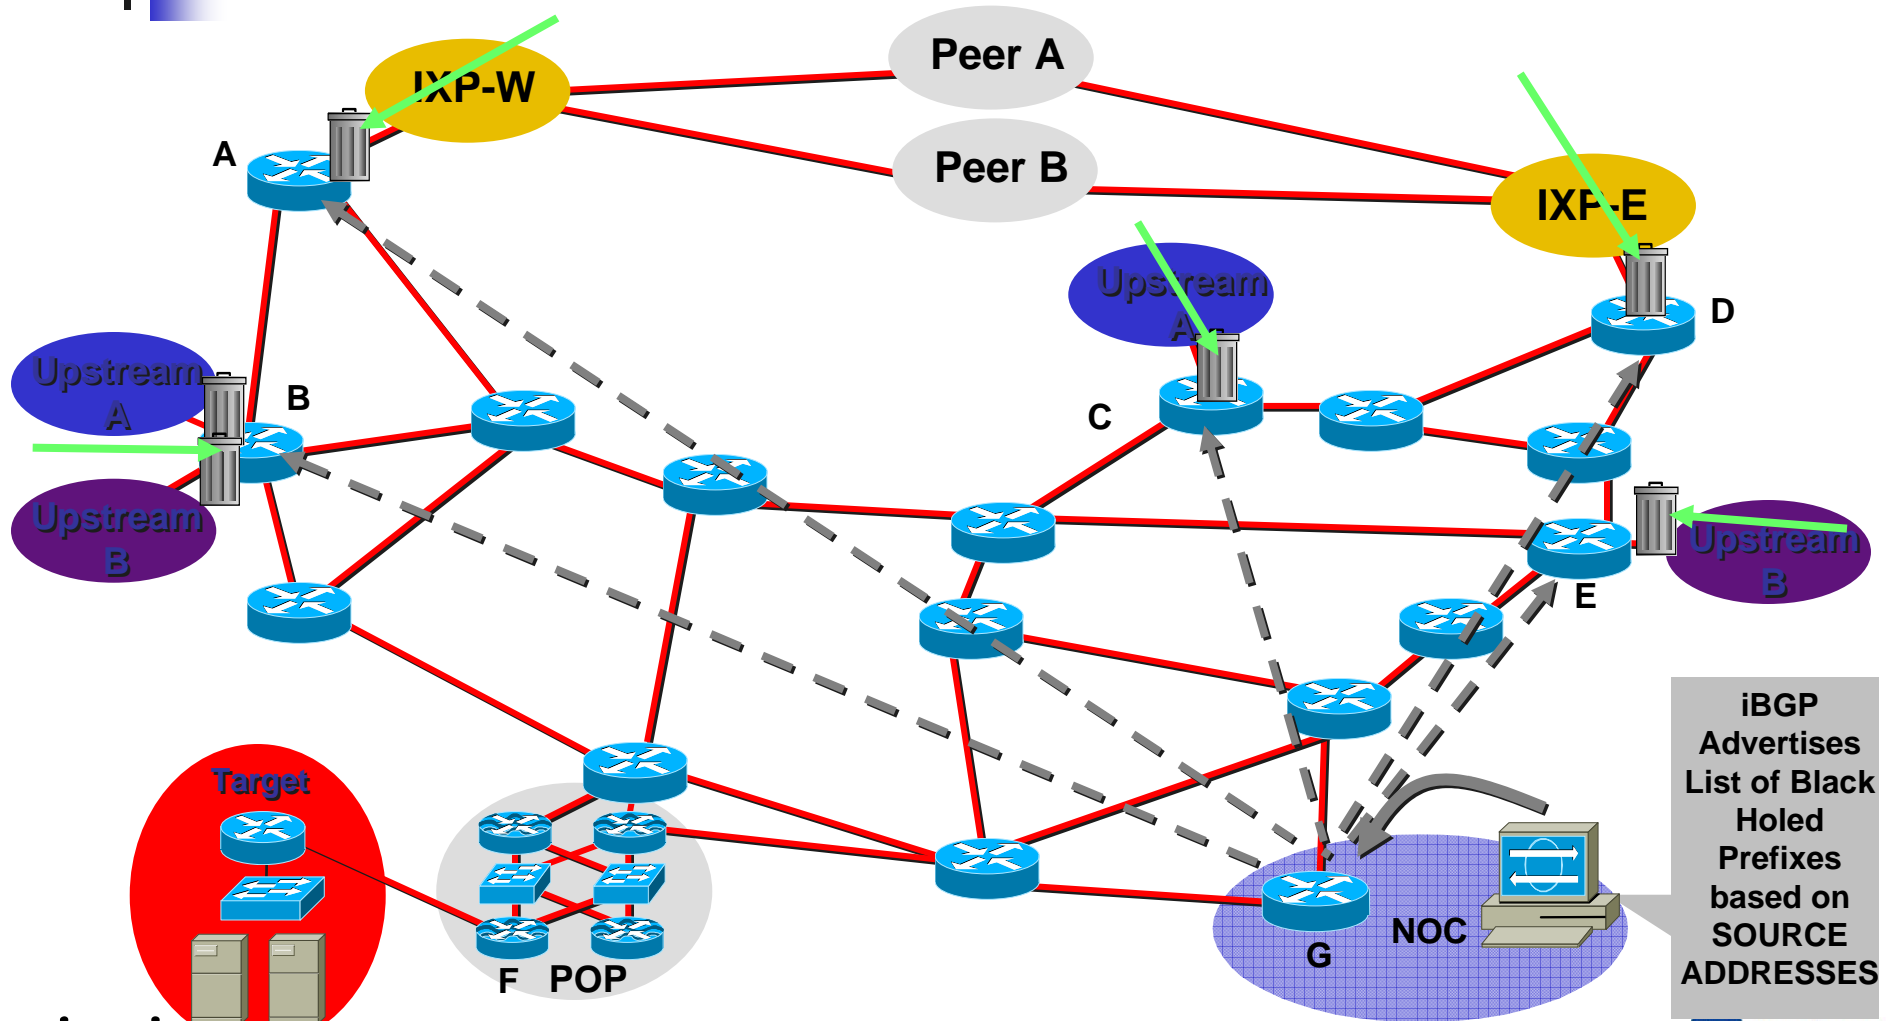 Peer A
IXP-W
A
Peer B
IXP-E
Upstream
A
D
Upstream
A
B
C
Upstream
B
Upstream
B
E
iBGP
Advertises
List of Black
Holed
Prefixes
based on
SOURCE
ADDRESSES
Target
NOC
G
F
POP